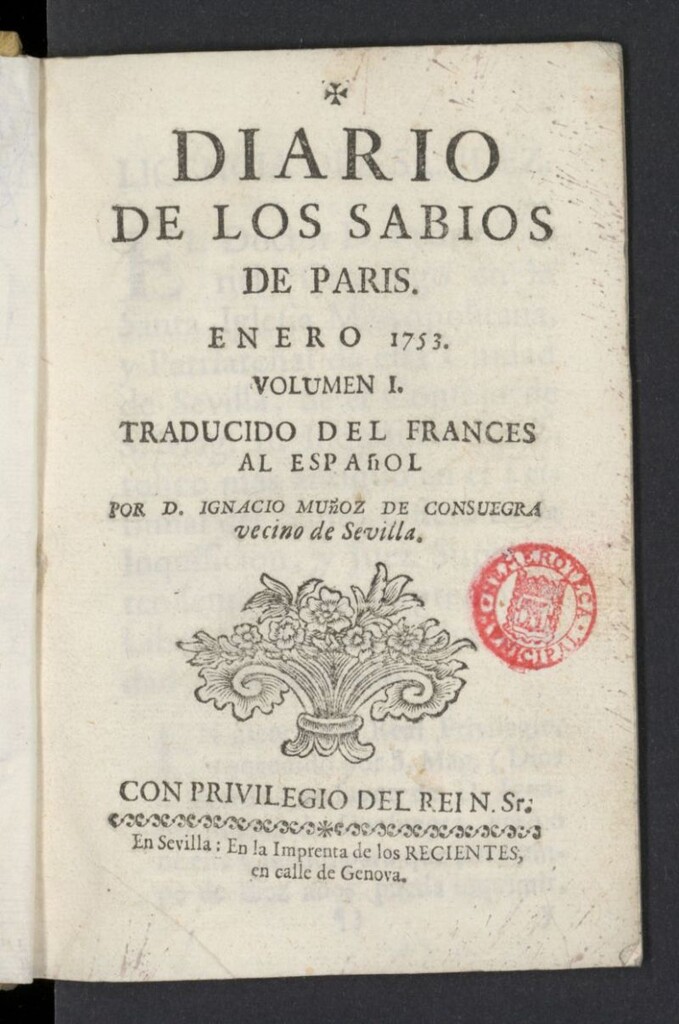 ✠
DIARIO
DE LOS SABIOS
DE PARIS.
ENERO 1753.
VOLUMEN I.
TRADUCIDO DEL FRANCES
AL ESPAñOL
POR D. IGNACIO MUñOZ DE CONSUEGRA
vecino de Sevilla.
HEMEROTECA
MUNICIPAL
CON PRIVILEGIO DEL REI N. Sr.
En Sevilla: En la Imprenta de los RECIENTES,
en calle de Genova.